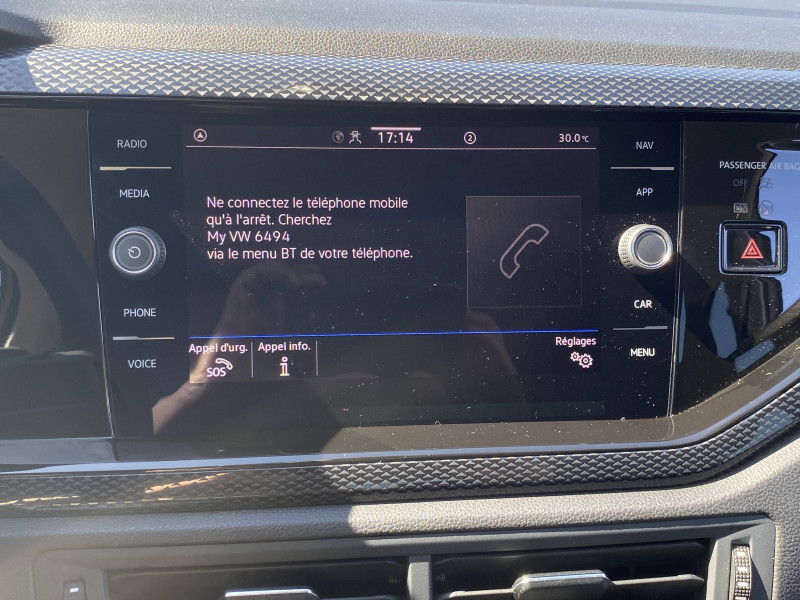 RADIO
MEDIA
PHONE
VOICE
17:14
2
30.0°C
Ne connectez le téléphone mobile
qu'à l'arrêt. Cherchez
My VW 6494
via le menu BT de votre téléphone.
Appel d'urg.
SOS
Appel info.
i
Réglages
NAV
APP
CAR
MENU
PASSENGER AIR BAG
OFF